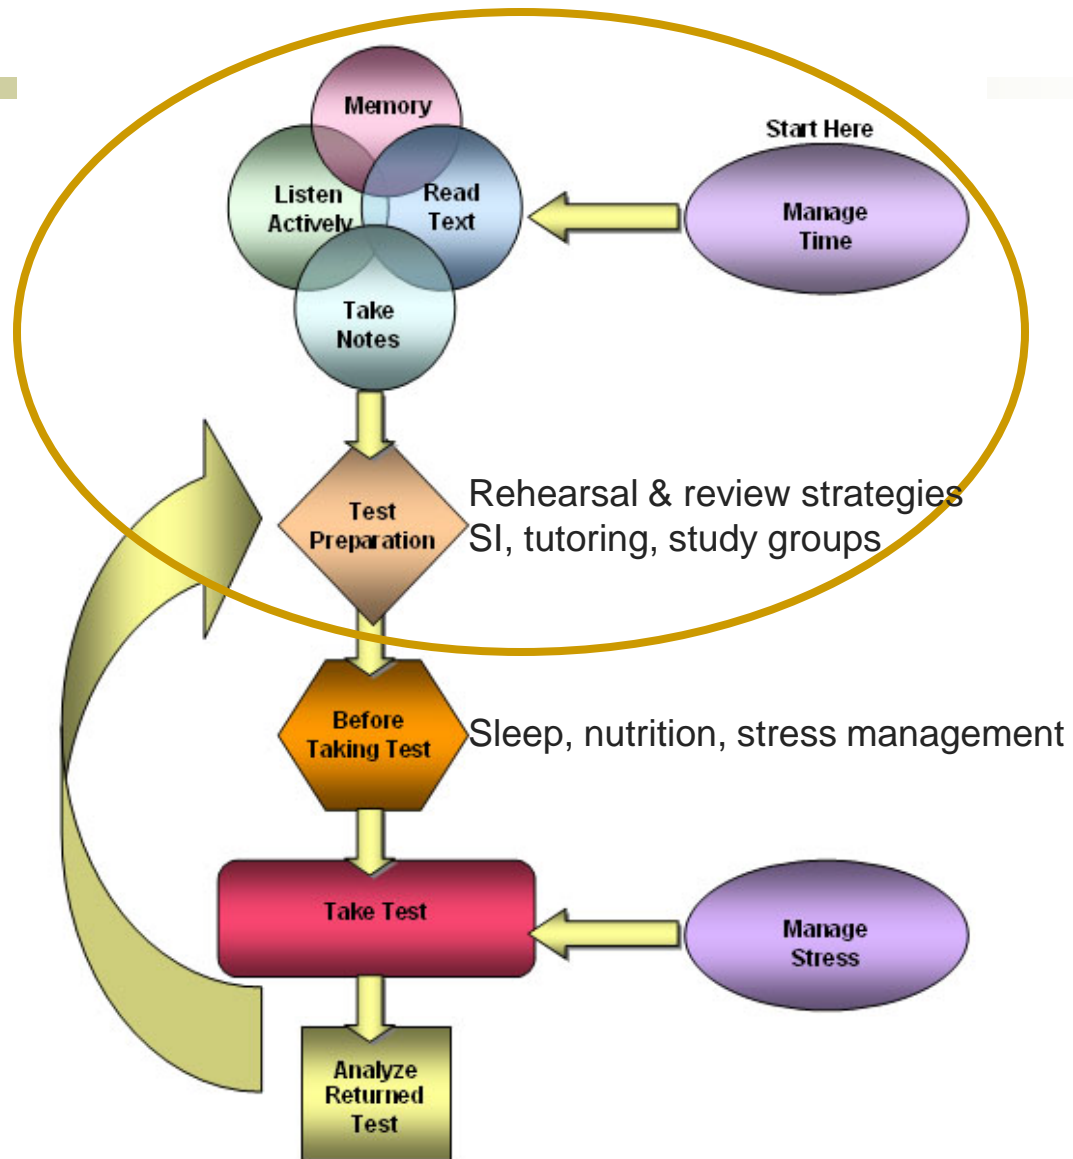 Memory
Start Here
Listen
Actively
Read
Text
Manage
Time
Take
Notes
Test
Preparation
Rehearsal & review strategies
SI, tutoring, study groups
Before
Taking Test
Sleep, nutrition, stress management
Take Test
Manage
Stress
Analyze
Returned
Test